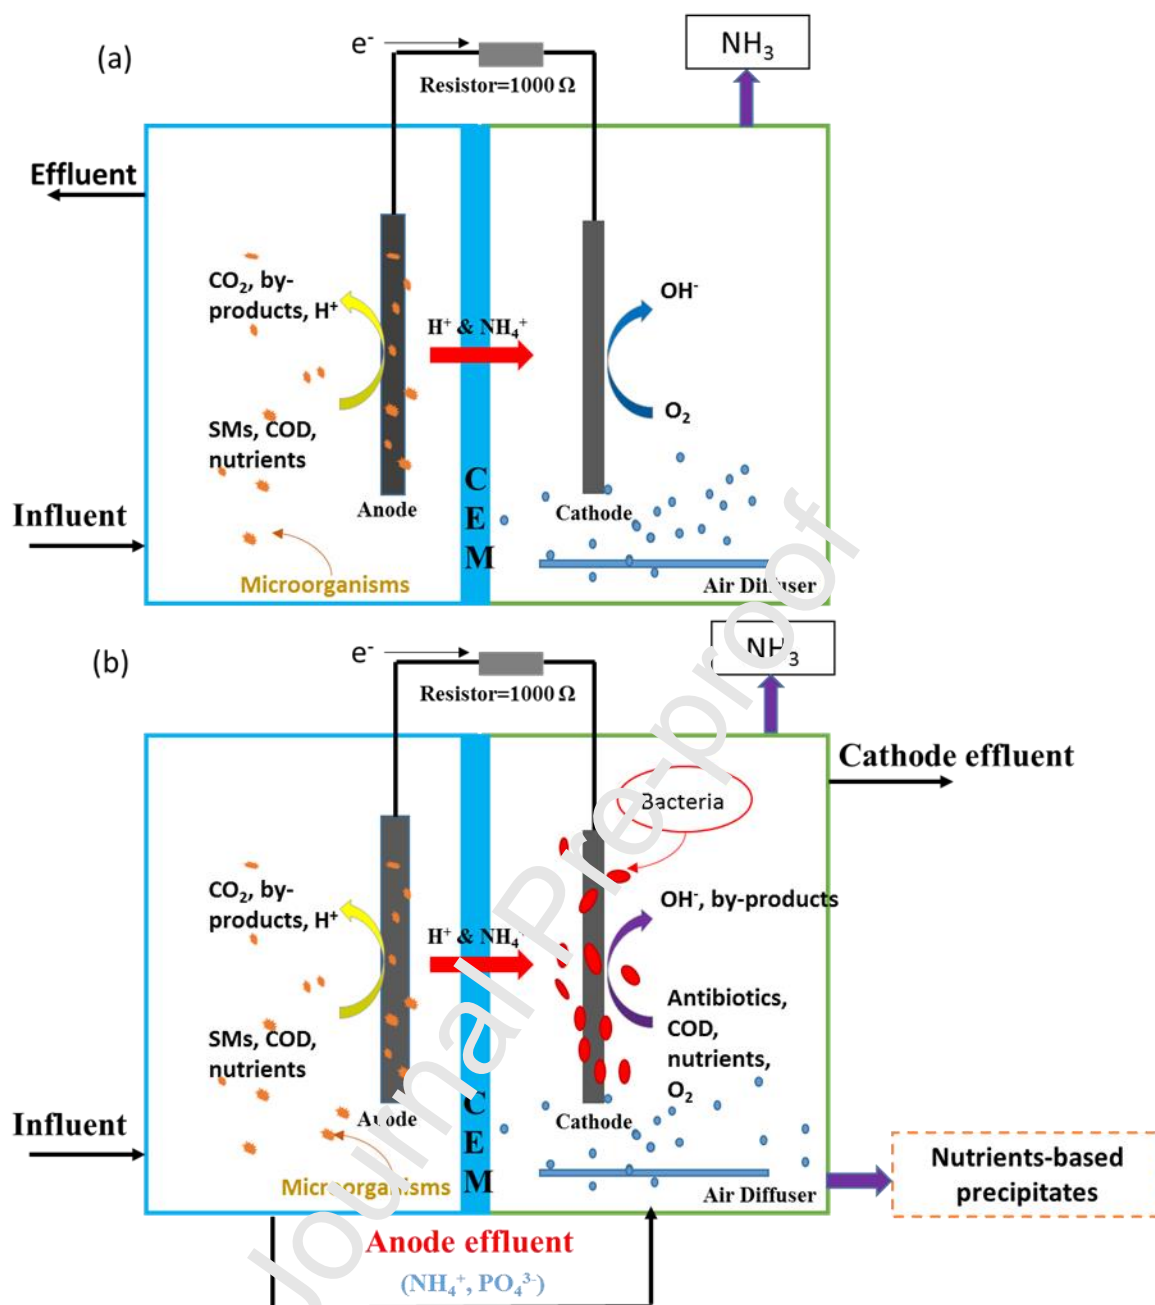 (a)
e-
Resistor=1000 Ω
NH3
Effluent
CO2, by-
products, H+
H+ & NH4+
OH-
O2
SMs, COD,
nutrients
Influent
Anode
Cathode
C
E
M
Microorganisms
Air Diffuser
(b)
e-
Resistor=1000 Ω
NH3
Cathode effluent
Bacteria
CO2, by-
products, H+
H+ & NH4+
OH-, by-products
SMs, COD,
nutrients
Antibiotics,
COD,
nutrients,
O2
Influent
Anode
Cathode
C
E
M
Microorganisms
Air Diffuser
Nutrients-based
precipitates
Anode effluent
(NH4+, PO43-)
Journal Pre-proof